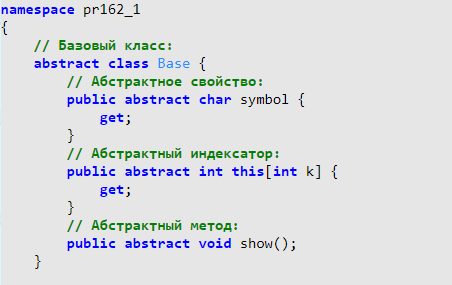 namespace pr162_1
{
// Базовый класс:
abstract class Base {
// Абстрактное свойство:
public abstract char symbol {
get;
}
// Абстрактный индексатор:
public abstract int this[int k] {
get;
}
// Абстрактный метод:
public abstract void show();
}